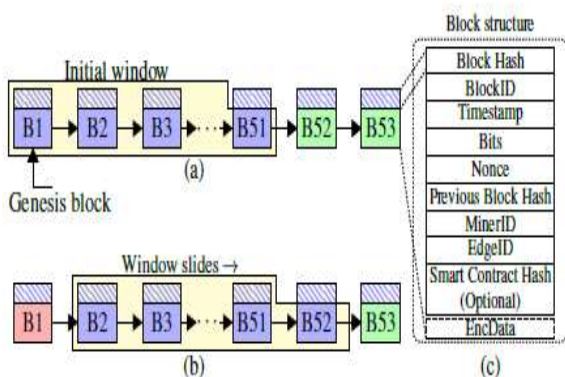 Initial window
B1
B2
B3
...
B51
B52
B53
(a)
Genesis block
Window slides →
B1
B2
B3
...
B51
B52
B53
(b)
Block structure
Block Hash
BlockID
Timestamp
Bits
Nonce
Previous Block Hash
MinerID
EdgeID
Smart Contract Hash
(Optional)
EncData
(c)